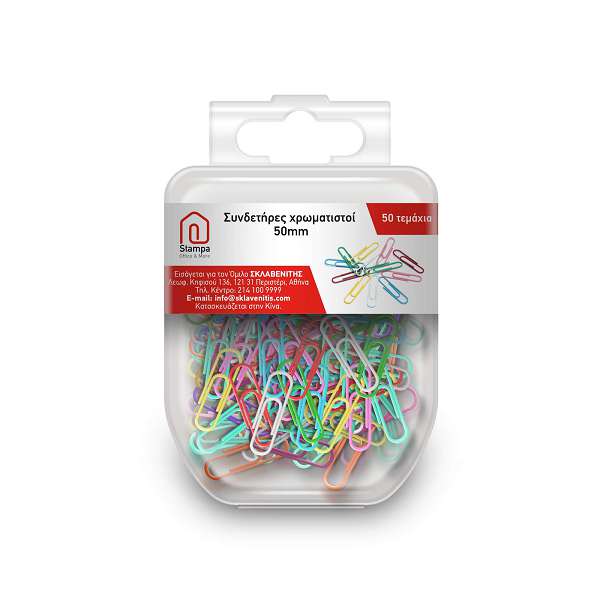 Συνδετήρες χρωματιστοί
50mm
50 τεμάχια
Stampa
Office & More
Εισάγεται για τον Όμιλο ΣΚΛΑΒΕΝΙΤΗΣ
Λεωφ. Κηφισού 136, 121 31 Περιστέρι, Αθήνα
Τηλ. Κέντρο: 214 100 9999
E-mail: info@sklavenitis.com
Κατασκευάζεται στην Κίνα.